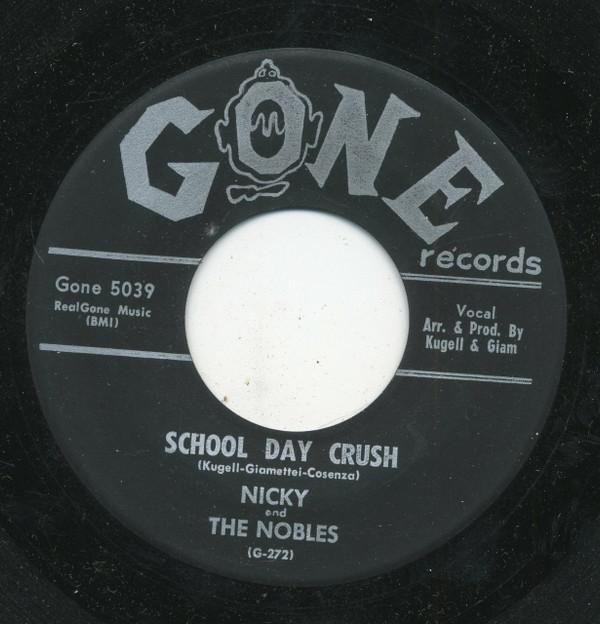 GONE
records
Gone 5039
RealGone Music
(BMI)
Vocal
Arr. & Prod. By
Kugell & Giam
SCHOOL DAY CRUSH
(Kugell-Giamettei-Cosenza)
NICKY
and
THE NOBLES
(G-272)